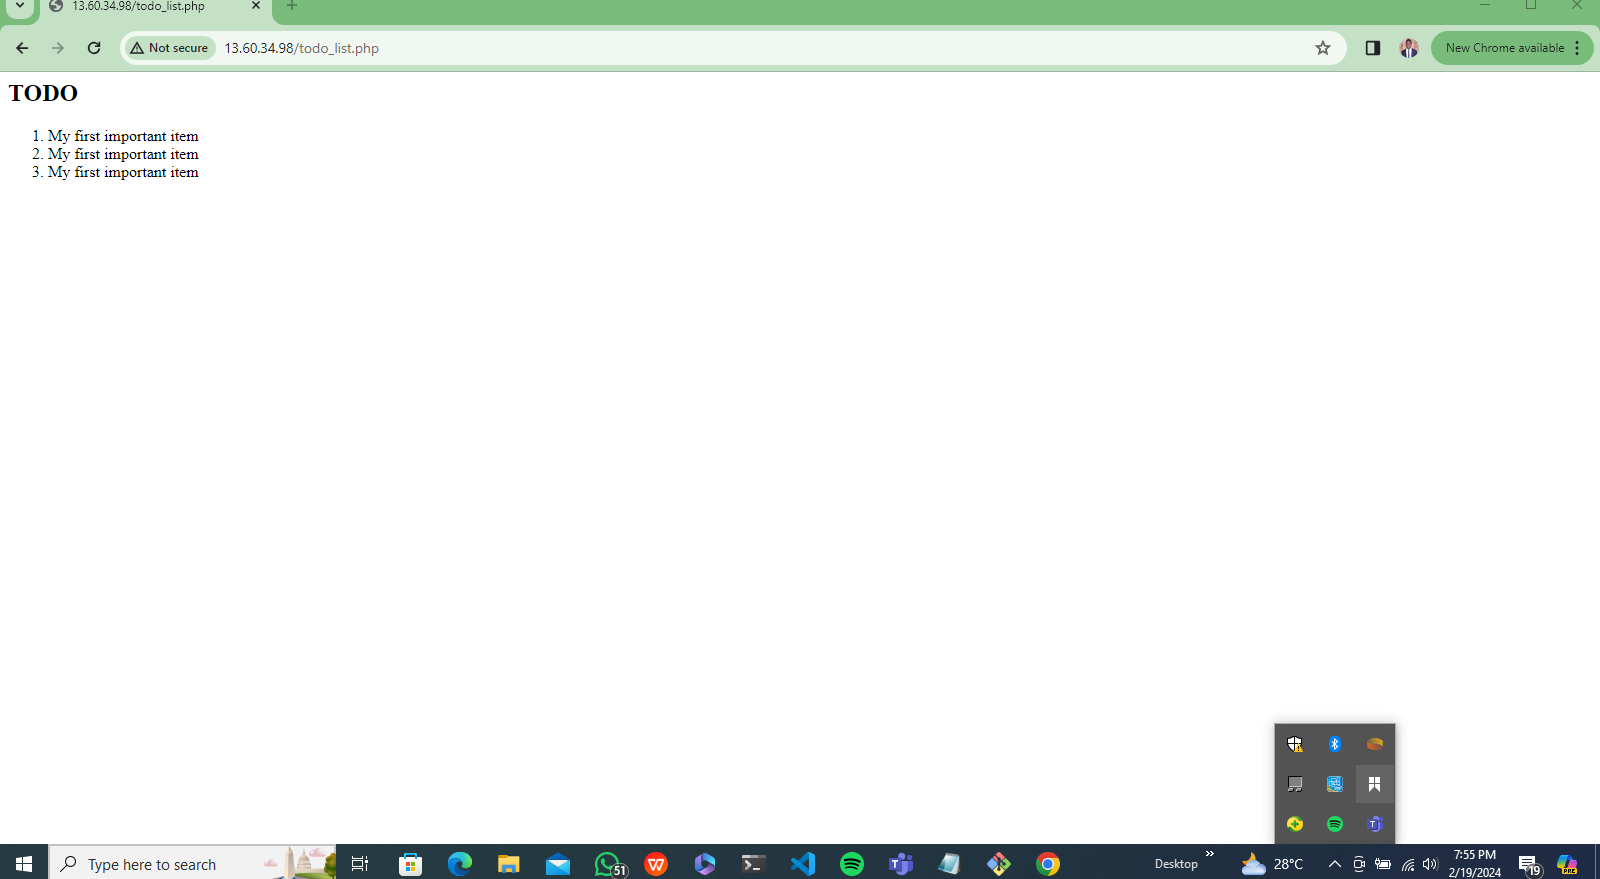 13.60.34.98/todo_list.php
Not secure
13.60.34.98/todo_list.php
New Chrome available
TODO
1. My first important item
2. My first important item
3. My first important item
Type here to search
51
Desktop
28°C
7:55 PM
2/19/2024
19
PRE